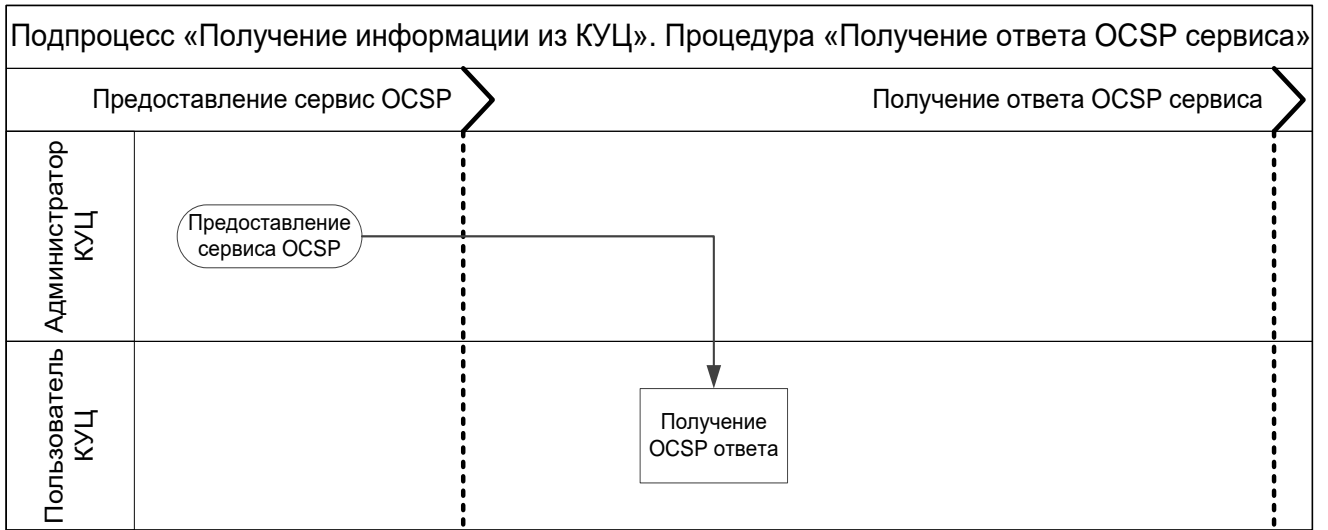 Подпроцесс «Получение информации из КУЦ». Процедура «Получение ответа OCSP сервиса»
Предоставление сервис OCSP
Получение ответа OCSP сервиса
Администратор
КУЦ
Предоставление
сервиса OCSP
Пользователь
КУЦ
Получение
OCSP ответа